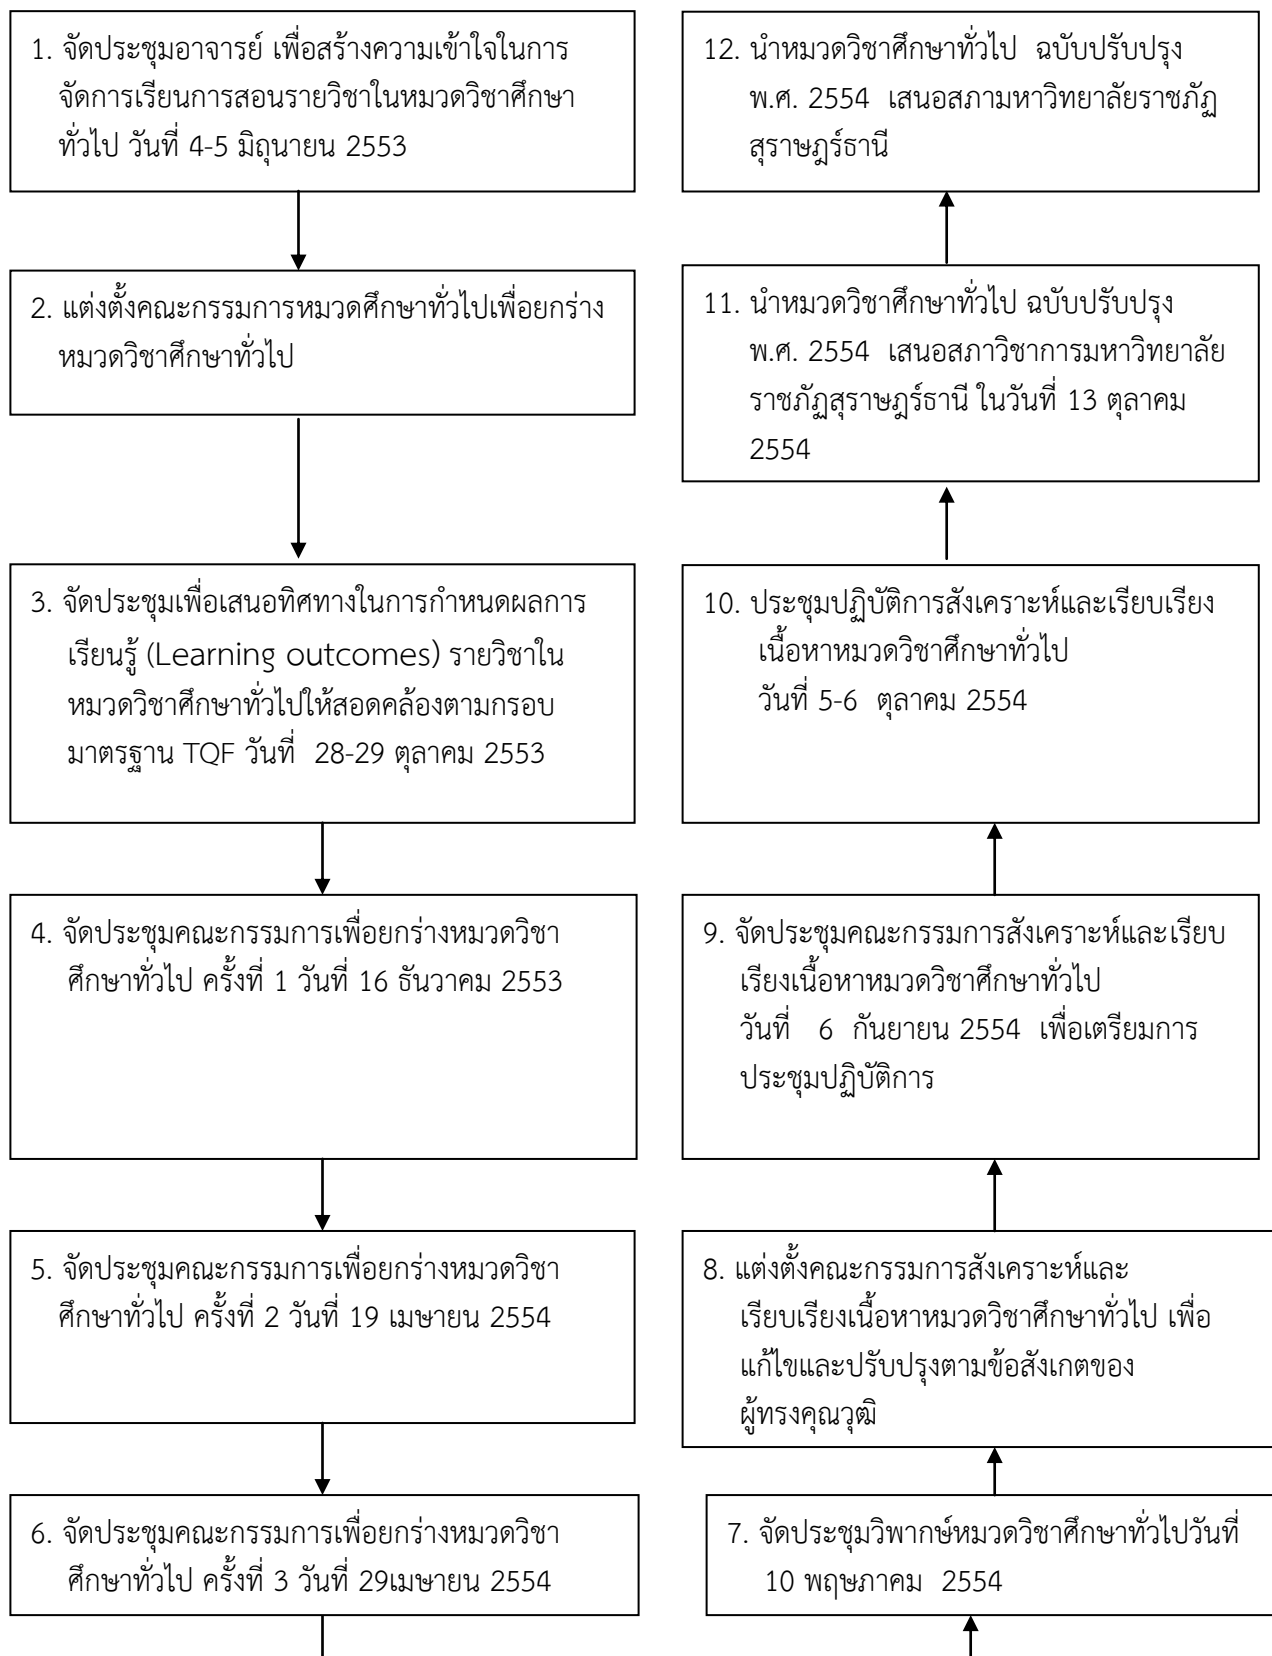 1. จัดประชุมอาจารย์ เพื่อสร้างความเข้าใจในการ
จัดการเรียนการสอนรายวิชาในหมวดวิชาศึกษา
ทั่วไป วันที่ 4-5 มิถุนายน 2553
2. แต่งตั้งคณะกรรมการหมวดศึกษาทั่วไปเพื่อยกร่าง
หมวดวิชาศึกษาทั่วไป
3. จัดประชุมเพื่อเสนอทิศทางในการกำหนดผลการ
เรียนรู้ (Learning outcomes) รายวิชาใน
หมวดวิชาศึกษาทั่วไปให้สอดคล้องตามกรอบ
มาตรฐาน TQF วันที่ 28-29 ตุลาคม 2553
4. จัดประชุมคณะกรรมการเพื่อยกร่างหมวดวิชา
ศึกษาทั่วไป ครั้งที่ 1 วันที่ 16 ธันวาคม 2553
5. จัดประชุมคณะกรรมการเพื่อยกร่างหมวดวิชา
ศึกษาทั่วไป ครั้งที่ 2 วันที่ 19 เมษายน 2554
6. จัดประชุมคณะกรรมการเพื่อยกร่างหมวดวิชา
ศึกษาทั่วไป ครั้งที่ 3 วันที่ 29เมษายน 2554
7. จัดประชุมวิพากษ์หมวดวิชาศึกษาทั่วไปวันที่
10 พฤษภาคม 2554
8. แต่งตั้งคณะกรรมการสังเคราะห์และ
เรียบเรียงเนื้อหาหมวดวิชาศึกษาทั่วไป เพื่อ
แก้ไขและปรับปรุงตามข้อสังเกตของ
ผู้ทรงคุณวุฒิ
9. จัดประชุมคณะกรรมการสังเคราะห์และเรียบ
เรียงเนื้อหาหมวดวิชาศึกษาทั่วไป
วันที่ 6 กันยายน 2554 เพื่อเตรียมการ
ประชุมปฏิบัติการ
10. ประชุมปฏิบัติการสังเคราะห์และเรียบเรียง
เนื้อหาหมวดวิชาศึกษาทั่วไป
วันที่ 5-6 ตุลาคม 2554
11. นำหมวดวิชาศึกษาทั่วไป ฉบับปรับปรุง
พ.ศ. 2554 เสนอสภาวิชาการมหาวิทยาลัย
ราชภัฏสุราษฎร์ธานี ในวันที่ 13 ตุลาคม
2554
12. นำหมวดวิชาศึกษาทั่วไป ฉบับปรับปรุง
พ.ศ. 2554 เสนอสภามหาวิทยาลัยราชภัฏ
สุราษฎร์ธานี